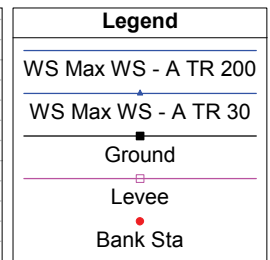 Legend
WS Max WS - A TR 200
WS Max WS - A TR 30
Ground
Levee
Bank Sta